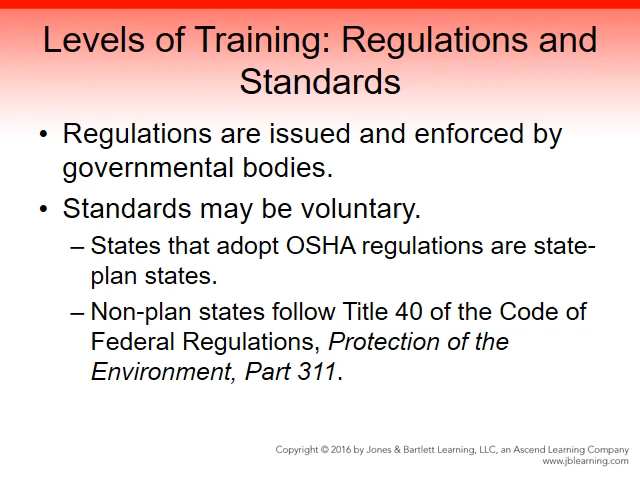 Levels of Training: Regulations and
Standards
• Regulations are issued and enforced by
governmental bodies.
• Standards may be voluntary.
– States that adopt OSHA regulations are state-
plan states.
– Non-plan states follow Title 40 of the Code of
Federal Regulations, Protection of the
Environment, Part 311.
Copyright © 2016 by Jones & Bartlett Learning, LLC, an Ascend Learning Company
www.jblearning.com